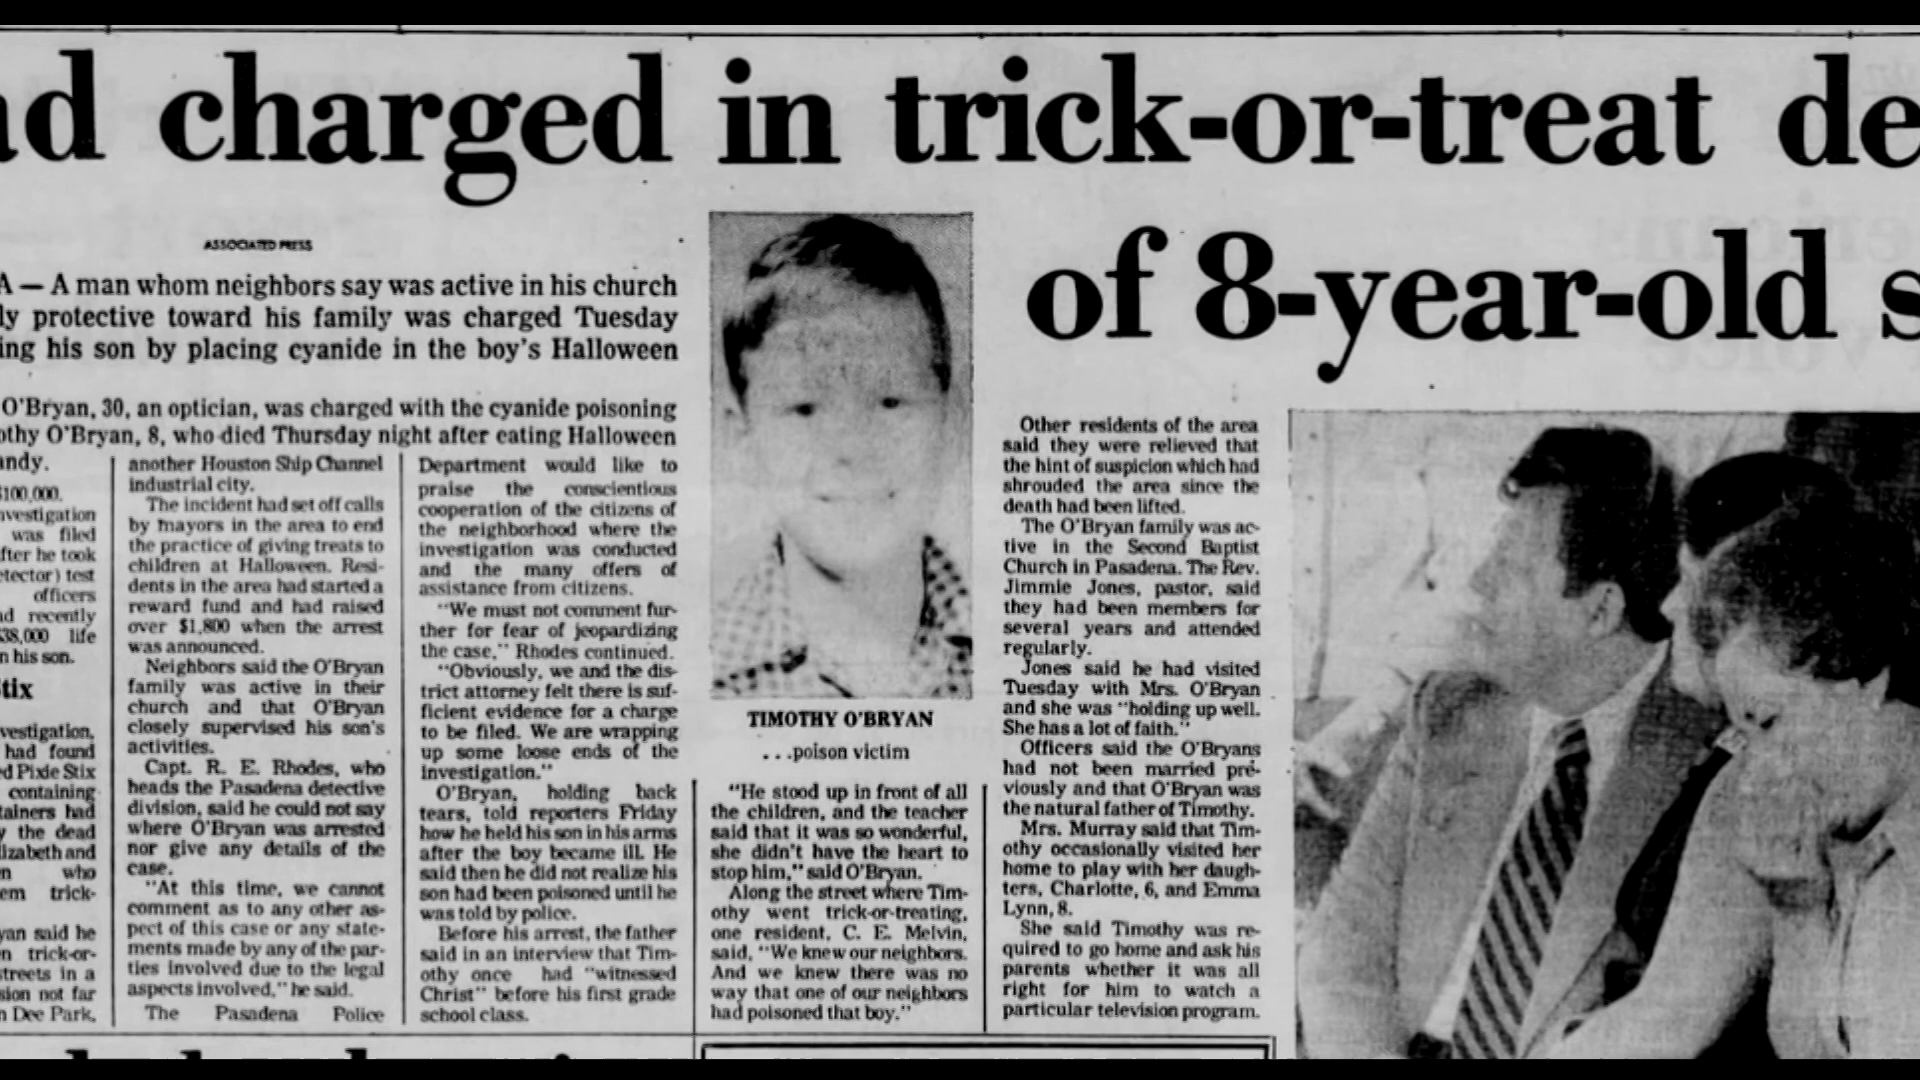 d charged in trick-or-treat de
of 8-year-old s
ASSOCIATED PRESS
A — A man whom neighbors say was active in his church
ly protective toward his family was charged Tuesday
ing his son by placing cyanide in the boy's Halloween
O'Bryan, 30, an optician, was charged with the cyanide poisoning
othy O'Bryan, 8, who died Thursday night after eating Halloween
andy.
$100,000.
nvestigation
was filed
fter he took
etector) test
officers
ad recently
$38,000 life
n his son.
tix
vestigation,
had found
ed Pixie Stix
containing
tainers had
y the dead
lizabeth and
n who
em trick-
yan said he
n trick-or-
streets in a
sion not far
n Dee Park,
another Houston Ship Channel
industrial city.
The incident had set off calls
by mayors in the area to end
the practice of giving treats to
children at Halloween. Resi-
dents in the area had started a
reward fund and had raised
over $1,800 when the arrest
was announced.
Neighbors said the O'Bryan
family was active in their
church and that O'Bryan
closely supervised his son's
activities.
Capt. R. E. Rhodes, who
heads the Pasadena detective
division, said he could not say
where O'Bryan was arrested
nor give any details of the
case.
"At this time, we cannot
comment as to any other as-
pect of this case or any state-
ments made by any of the par-
ties involved due to the legal
aspects involved," he said.
The Pasadena Police
Department would like to
praise the conscientious
cooperation of the citizens of
the neighborhood where the
investigation was conducted
and the many offers of
assistance from citizens.
"We must not comment fur-
ther for fear of jeopardizing
the case," Rhodes continued.
"Obviously, we and the dis-
trict attorney felt there is suf-
ficient evidence for a charge
to be filed. We are wrapping
up some loose ends of the
investigation."
O'Bryan, holding back
tears, told reporters Friday
how he held his son in his arms
after the boy became ill. He
said then he did not realize his
son had been poisoned until he
was told by police.
Before his arrest, the father
said in an interview that Tim-
othy once had "witnessed
Christ" before his first grade
school class.
TIMOTHY O'BRYAN
...poison victim
"He stood up in front of all
the children, and the teacher
said that it was so wonderful,
she didn't have the heart to
stop him," said O'Bryan.
Along the street where Tim-
othy went trick-or-treating,
one resident, C. E. Melvin,
said, "We knew our neighbors.
And we knew there was no
way that one of our neighbors
had poisoned that boy."
Other residents of the area
said they were relieved that
the hint of suspicion which had
shrouded the area since the
death had been lifted.
The O'Bryan family was ac-
tive in the Second Baptist
Church in Pasadena. The Rev.
Jimmie Jones, pastor, said
they had been members for
several years and attended
regularly.
Jones said he had visited
Tuesday with Mrs. O'Bryan
and she was "holding up well.
She has a lot of faith."
Officers said the O'Bryans
had not been married pre-
viously and that O'Bryan was
the natural father of Timothy.
Mrs. Murray said that Tim-
othy occasionally visited her
home to play with her daugh-
ters, Charlotte, 6, and Emma
Lynn, 8.
She said Timothy was re-
quired to go home and ask his
parents whether it was all
right for him to watch a
particular television program.